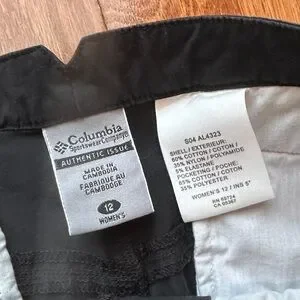 Columbia
Sportswear Company®
AUTHENTIC ISSUE
MADE IN
CAMBODIA
FABRIQUÉ AU
CAMBODGE
12
WOMEN'S
S04 AL4323
SHELL / EXTERIEUR:
60% COTTON / COTON /
35% NYLON / POLYAMIDE
5% ELASTANE
POCKETING / POCHE:
65% COTTON / COTON
35% POLYESTER
WOMEN'S 12 / INS 5"
RN 69724
CA 05367